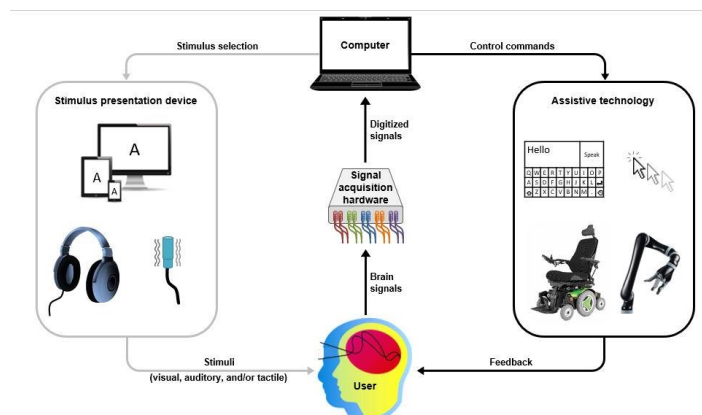 Stimulus selection
Computer
Control commands
Stimulus presentation device
A
A
A
Digitized
signals
Signal
acquisition
hardware
Brain
signals
Assistive technology
Hello
Speak
Q W E R T Y U I O P
A S D F G H J K L
Z X C V B N M .
Stimuli
(visual, auditory, and/or tactile)
User
Feedback